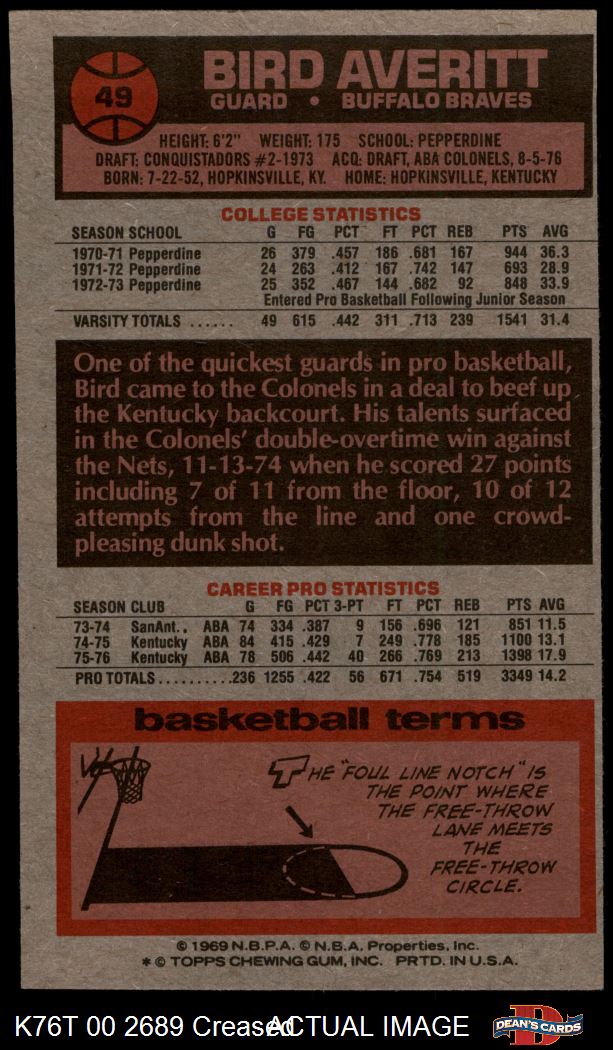 49
BIRD AVERITT
GUARD • BUFFALO BRAVES
HEIGHT: 6'2" WEIGHT: 175 SCHOOL: PEPPERDINE
DRAFT: CONQUISTADORS #2-1973 ACQ: DRAFT, ABA COLONELS, 8-5-76
BORN: 7-22-52, HOPKINSVILLE, KY. HOME: HOPKINSVILLE, KENTUCKY
COLLEGE STATISTICS
SEASON SCHOOL G FG PCT FT PCT REB PTS AVG
1970-71 Pepperdine 26 379 .457 186 .681 167 944 36.3
1971-72 Pepperdine 24 263 .412 167 .742 147 693 28.9
1972-73 Pepperdine 25 352 .467 144 .682 92 848 33.9
Entered Pro Basketball Following Junior Season
VARSITY TOTALS ...... 49 615 .442 311 .713 239 1541 31.4
One of the quickest guards in pro basketball,
Bird came to the Colonels in a deal to beef up
the Kentucky backcourt. His talents surfaced
in the Colonels' double-overtime win against
the Nets, 11-13-74 when he scored 27 points
including 7 of 11 from the floor, 10 of 12
attempts from the line and one crowd-
pleasing dunk shot.
CAREER PRO STATISTICS
SEASON CLUB G FG PCT 3-PT FT PCT REB PTS AVG
73-74 SanAnt.. ABA 74 334 .387 9 156 .696 121 851 11.5
74-75 Kentucky ABA 84 415 .429 7 249 .778 185 1100 13.1
75-76 Kentucky ABA 78 506 .442 40 266 .769 213 1398 17.9
PRO TOTALS..........236 1255 .422 56 671 .754 519 3349 14.2
basketball terms
THE "FOUL LINE NOTCH" IS
THE POINT WHERE
THE FREE-THROW
LANE MEETS
THE
FREE-THROW
CIRCLE.
© 1969 N.B.P.A. © N.B.A. Properties, Inc.
* © TOPPS CHEWING GUM, INC. PRTD. IN U.S.A.
K76T 00 2689 Creased ACTUAL IMAGE
D
DEAN'S CARDS